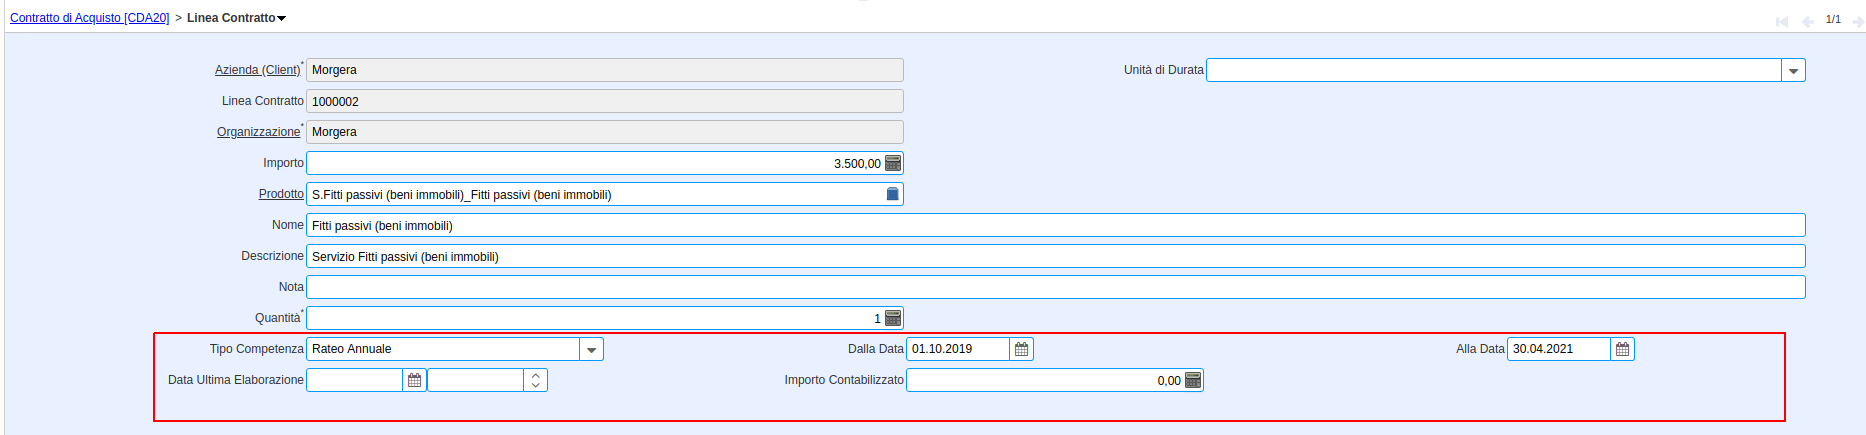 Contratto di Acquisto [CDA20] > Linea Contratto
1/1
Azienda (Client)* Morgera Unità di Durata
Linea Contratto 1000002
Organizzazione* Morgera
Importo 3.500,00
Prodotto S.Fitti passivi (beni immobili)_Fitti passivi (beni immobili)
Nome Fitti passivi (beni immobili)
Descrizione Servizio Fitti passivi (beni immobili)
Nota
Quantità* 1
Tipo Competenza Rateo Annuale Dalla Data 01.10.2019 Alla Data 30.04.2021
Data Ultima Elaborazione Importo Contabilizzato 0,00